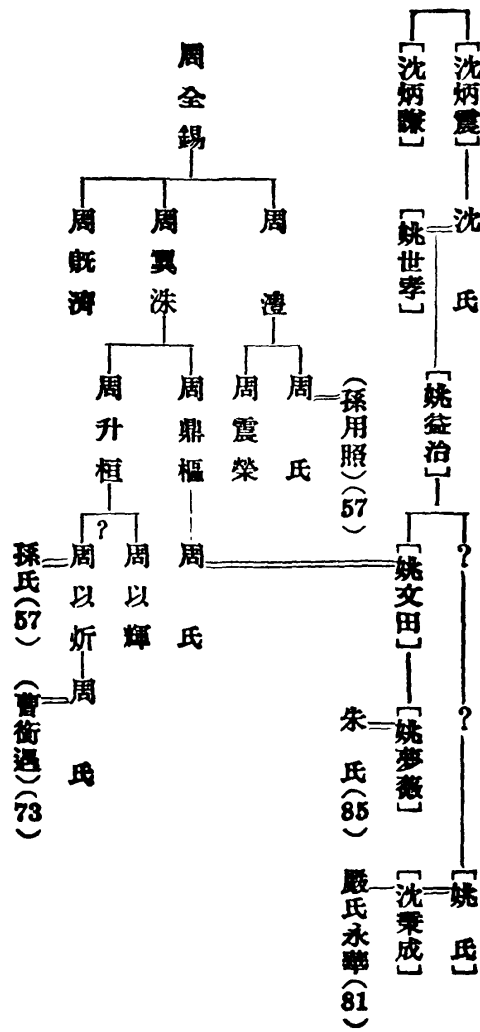 [沈炳震]
[沈炳謙]
沈氏
[姚世孝]
[姚益治]
?
[姚文田]
?
[姚夢薇]
朱氏(85)
[姚氏]
[沈秉成]
嚴氏永華(81)
周全錫
周澧
周翼洙
周旣濟
(孫用照)(57)
周氏
周震榮
周鼎樞
周升桓
周氏
?
周以輝
周以炘
孫氏(57)
周氏
(曹銜遇)(73)